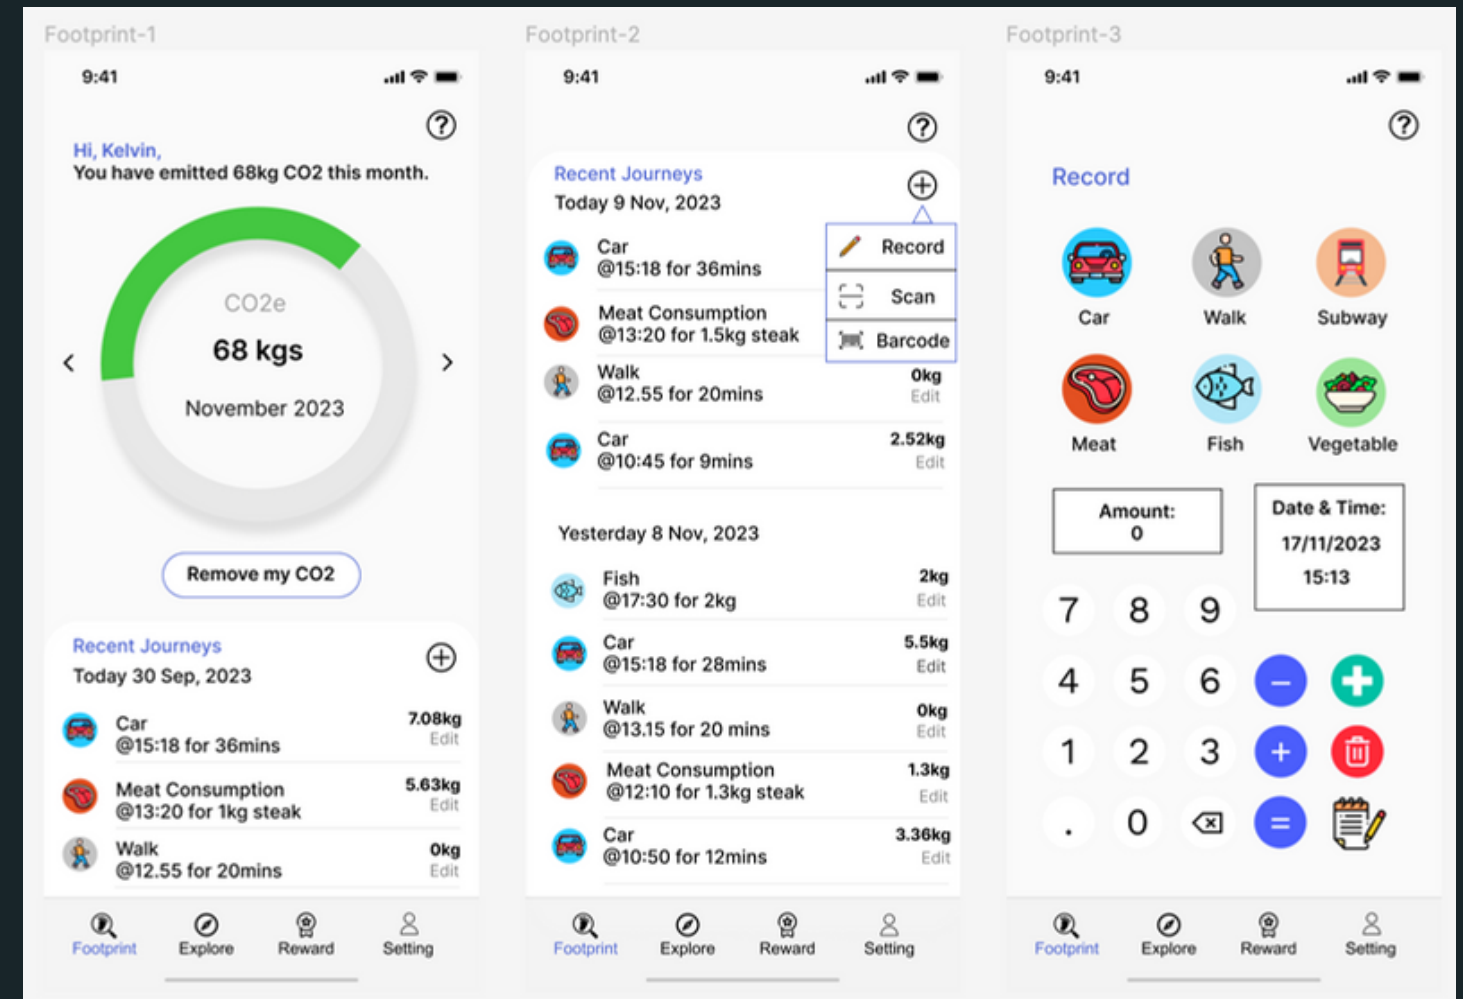 Footprint-1
9:41
?
Hi, Kelvin,
You have emitted 68kg CO2 this month.
CO2e
68 kgs
November 2023
<
>
Remove my CO2
Recent Journeys
Today 30 Sep, 2023
Car
7.08kg
@15:18 for 36mins
Edit
Meat Consumption
5.63kg
@13:20 for 1kg steak
Edit
Walk
0kg
@12.55 for 20mins
Edit
Footprint
Explore
Reward
Setting
Footprint-2
9:41
?
Recent Journeys
Today 9 Nov, 2023
Record
Scan
Barcode
Car
@15:18 for 36mins
Meat Consumption
@13:20 for 1.5kg steak
Walk
0kg
@12.55 for 20mins
Edit
Car
2.52kg
@10:45 for 9mins
Edit
Yesterday 8 Nov, 2023
Fish
2kg
@17:30 for 2kg
Edit
Car
5.5kg
@15:18 for 28mins
Edit
Walk
0kg
@13.15 for 20 mins
Edit
Meat Consumption
1.3kg
@12:10 for 1.3kg steak
Edit
Car
3.36kg
@10:50 for 12mins
Edit
Footprint
Explore
Reward
Setting
Footprint-3
9:41
?
Record
Car
Walk
Subway
Meat
Fish
Vegetable
Amount:
0
Date & Time:
17/11/2023
15:13
7 8 9
4 5 6 −
1 2 3 +
. 0 =
Footprint
Explore
Reward
Setting